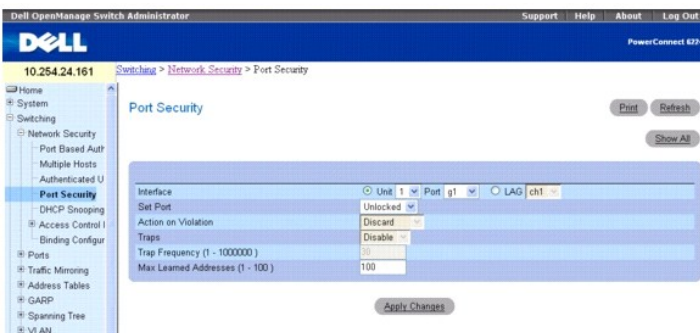 Dell OpenManage Switch Administrator
Support Help About Log Out
DELL
PowerConnect 622
10.254.24.161
Switching > Network Security > Port Security
Home
System
Switching
Network Security
Port Based Auth
Multiple Hosts
Authenticated U
Port Security
DHCP Snooping
Access Control l
Binding Configur
Ports
Traffic Mirroring
Address Tables
GARP
Spanning Tree
VLAN
Port Security
Print Refresh
Show All
Interface Unit 1 Port g1 LAG ch1
Set Port Unlocked
Action on Violation Discard
Traps Disable
Trap Frequency (1 - 1000000 ) 30
Max Learned Addresses (1 - 100 ) 100
Apply Changes